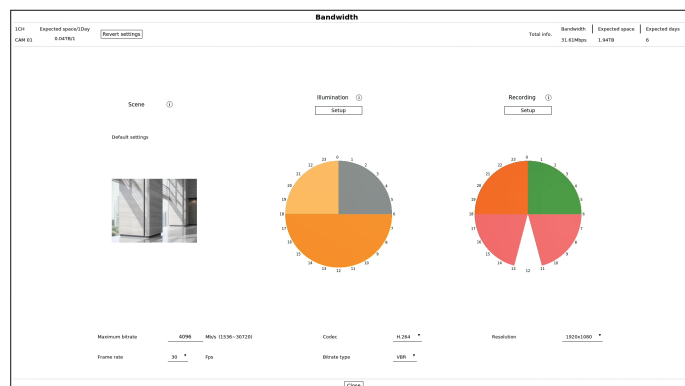 Bandwidth
1CH Expected space/1Day Revert settings Total info. Bandwidth Expected space Expected days
CAM 01 0.04TB/1 31.61Mbps 1.94TB 6
Scene Illumination Recording
Setup Setup
Default settings
0 1 2 3 4 5 6 7 8 9 10 11 12 13 14 15 16 17 18 19 20 21 22 23
0 1 2 3 4 5 6 7 8 9 10 11 12 13 14 15 16 17 18 19 20 21 22 23
Maximum bitrate 4096 Mb/s (1536~30720) Codec H.264 Resolution 1920x1080
Frame rate 30 Fps Bitrate type VBR
Close